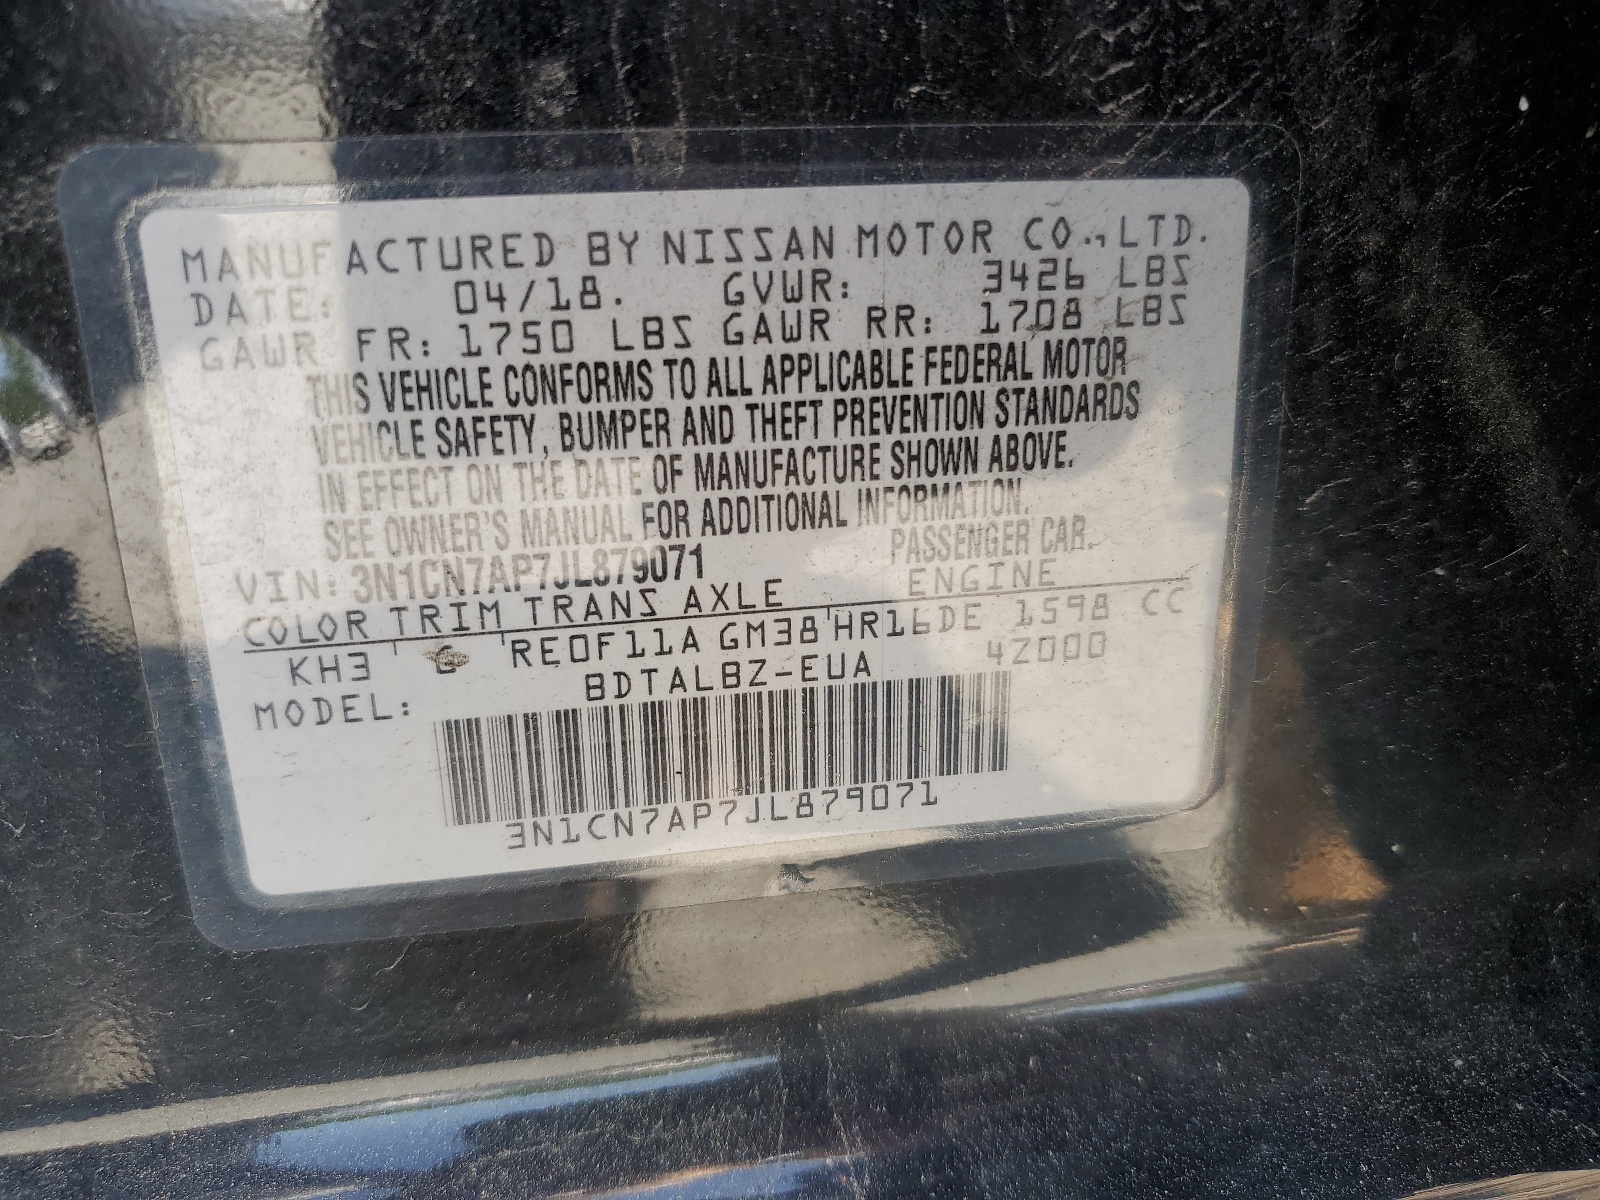 MANUFACTURED BY NISSAN MOTOR CO., LTD.
DATE: 04/18. GVWR: 3426 LBS
GAWR FR: 1750 LBS GAWR RR: 1708 LBS
THIS VEHICLE CONFORMS TO ALL APPLICABLE FEDERAL MOTOR
VEHICLE SAFETY, BUMPER AND THEFT PREVENTION STANDARDS
IN EFFECT ON THE DATE OF MANUFACTURE SHOWN ABOVE.
SEE OWNER'S MANUAL FOR ADDITIONAL INFORMATION.
VIN: 3N1CN7AP7JL879071 PASSENGER CAR.
COLOR TRIM TRANS AXLE ENGINE
KH3 RE0F11A GM38 HR16DE 1598 CC
MODEL: BDTALBZ-EUA 4Z000
3N1CN7AP7JL879071